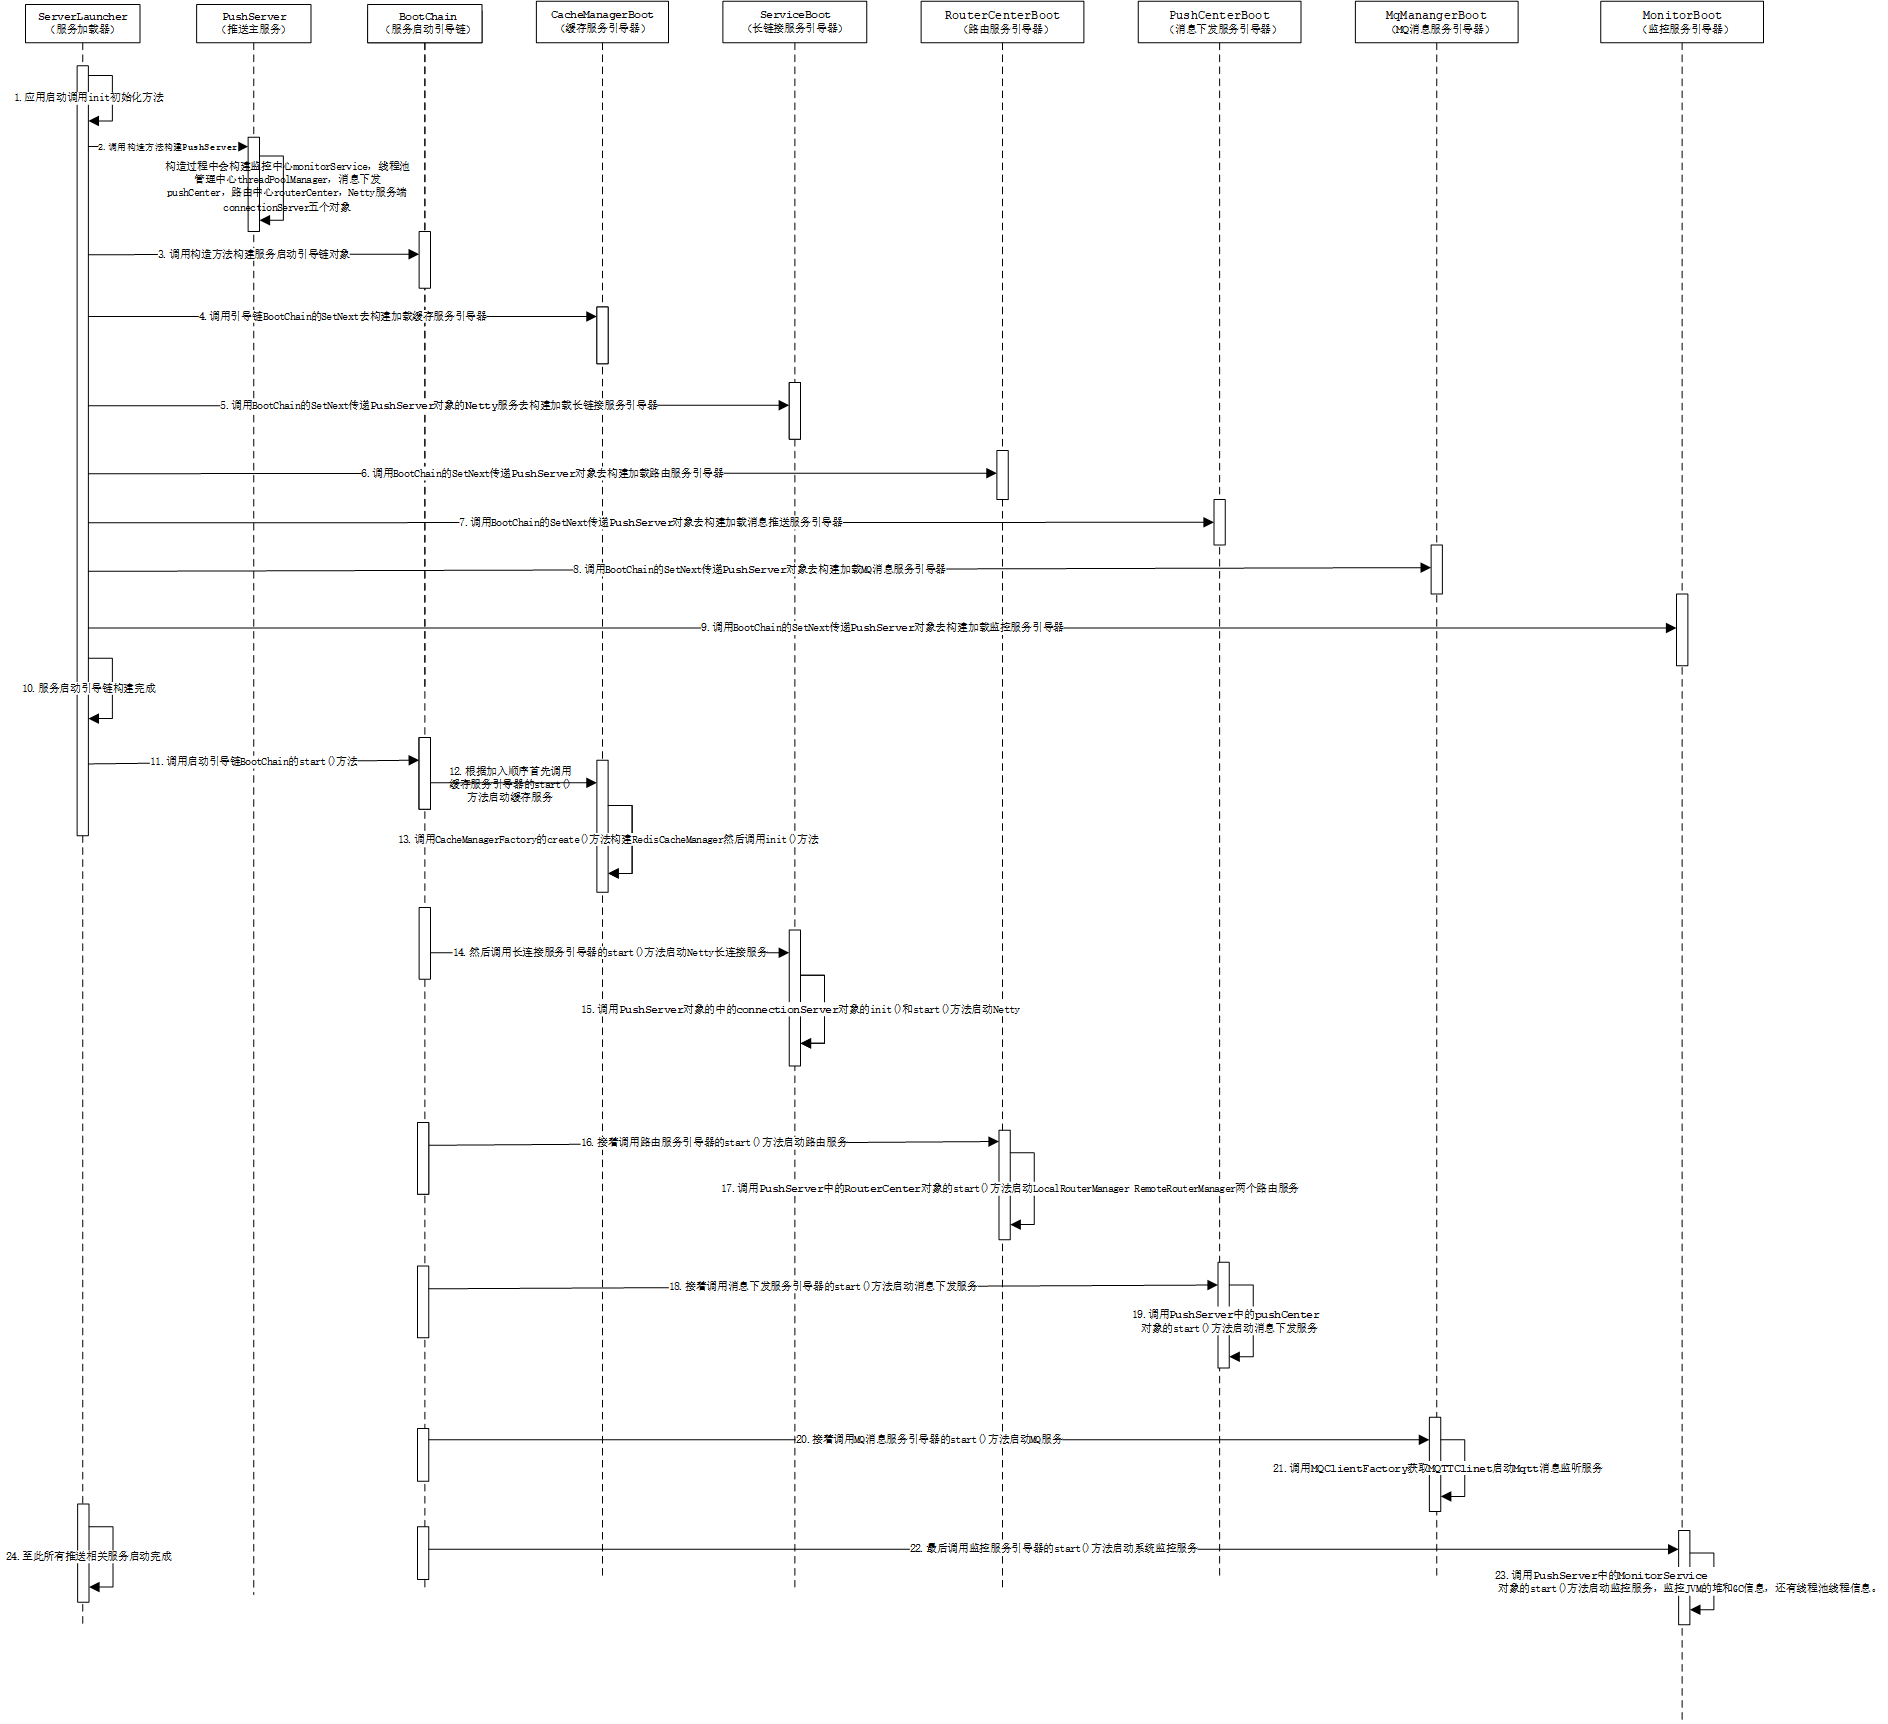 ServerLauncher
（服务加载器）
PushServer
（推送主服务）
BootChain
（服务启动引导链）
CacheManagerBoot
（缓存服务引导器）
ServiceBoot
（长链接服务引导器）
RouterCenterBoot
（路由服务引导器）
PushCenterBoot
（消息下发服务引导器）
MqManangerBoot
（MQ消息服务引导器）
MonitorBoot
（监控服务引导器）
1.应用启动调用init初始化方法
2.调用构造方法构建PushServer
构造过程中会构建监控中心monitorService，线程池
管理中心threadPoolManager，消息下发
pushCenter，路由中心routerCenter，Netty服务端
connectionServer五个对象
3.调用构造方法构建服务启动引导链对象
4.调用引导链BootChain的SetNext去构建加载缓存服务引导器
5.调用BootChain的SetNext传递PushServer对象的Netty服务去构建加载长链接服务引导器
6.调用BootChain的SetNext传递PushServer对象去构建加载路由服务引导器
7.调用BootChain的SetNext传递PushServer对象去构建加载消息推送服务引导器
8.调用BootChain的SetNext传递PushServer对象去构建加载MQ消息服务引导器
9.调用BootChain的SetNext传递PushServer对象去构建加载监控服务引导器
10.服务启动引导链构建完成
11.调用启动引导链BootChain的start()方法
12.根据加入顺序首先调用
缓存服务引导器的start()
方法启动缓存服务
13.调用CacheManagerFactory的create()方法构建RedisCacheManager然后调用init()方法
14.然后调用长连接服务引导器的start()方法启动Netty长连接服务
15.调用PushServer对象的中的connectionServer对象的init()和start()方法启动Netty
16.接着调用路由服务引导器的start()方法启动路由服务
17.调用PushServer中的RouterCenter对象的start()方法启动LocalRouterManager RemoteRouterManager两个路由服务
18.接着调用消息下发服务引导器的start()方法启动消息下发服务
19.调用PushServer中的pushCenter
对象的start()方法启动消息下发服务
20.接着调用MQ消息服务引导器的start()方法启动MQ服务
21.调用MQClientFactory获取MQTTClinet启动Mqtt消息监听服务
22.最后调用监控服务引导器的start()方法启动系统监控服务
23.调用PushServer中的MonitorService
对象的start()方法启动监控服务，监控JVM的堆和GC信息，还有线程池线程信息。
24.至此所有推送相关服务启动完成